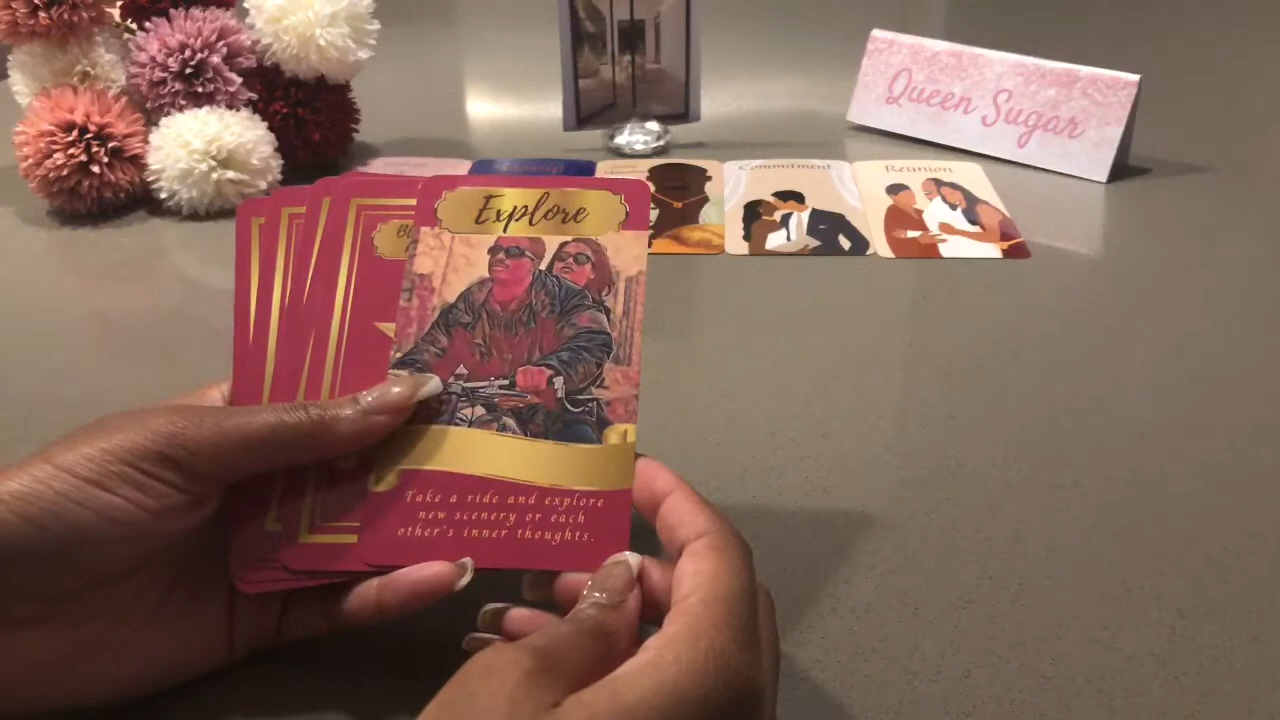 Queen Sugar
Commitment
Reunion
Explore
Take a ride and explore
new scenery or each
other's inner thoughts.